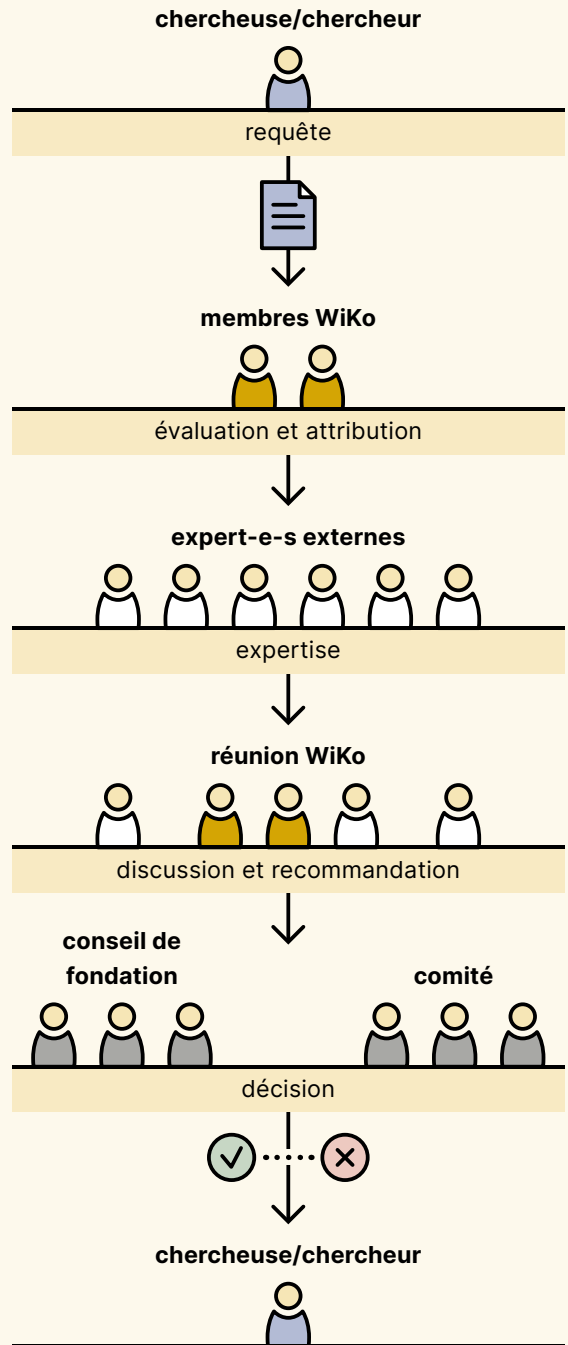 chercheuse/chercheur
requête
membres WiKo
évaluation et attribution
expert-e-s externes
expertise
réunion WiKo
discussion et recommandation
conseil de
fondation
comité
décision
chercheuse/chercheur